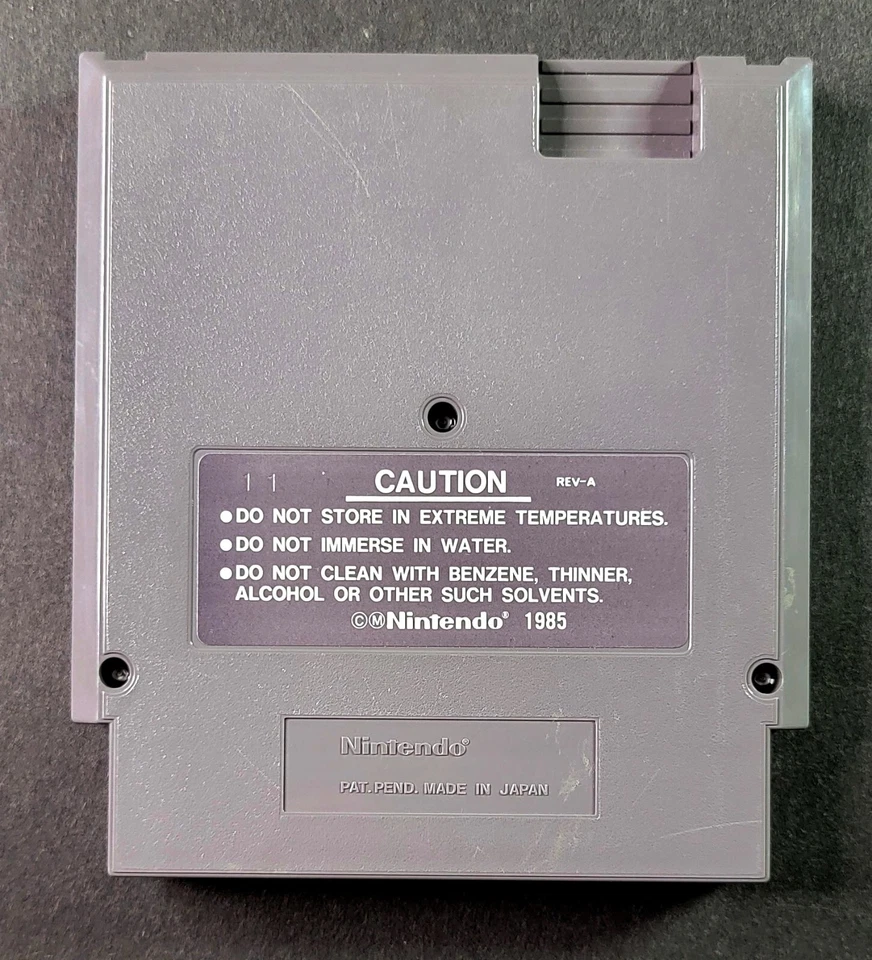 11 CAUTION REV-A
●DO NOT STORE IN EXTREME TEMPERATURES.
●DO NOT IMMERSE IN WATER.
●DO NOT CLEAN WITH BENZENE, THINNER,
ALCOHOL OR OTHER SUCH SOLVENTS.
©ⓂNintendo® 1985
Nintendo®
PAT.PEND. MADE IN JAPAN